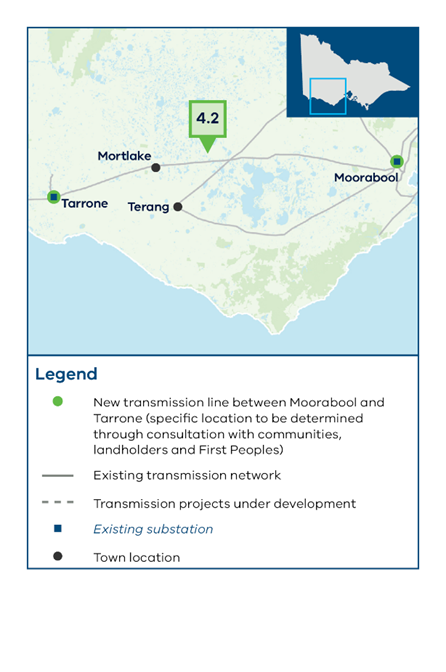 4.2
Mortlake
Moorabool
Tarrone
Terang
Legend
New transmission line between Moorabool and
Tarrone (specific location to be determined
through consultation with communities,
landholders and First Peoples)
Existing transmission network
Transmission projects under development
Existing substation
Town location